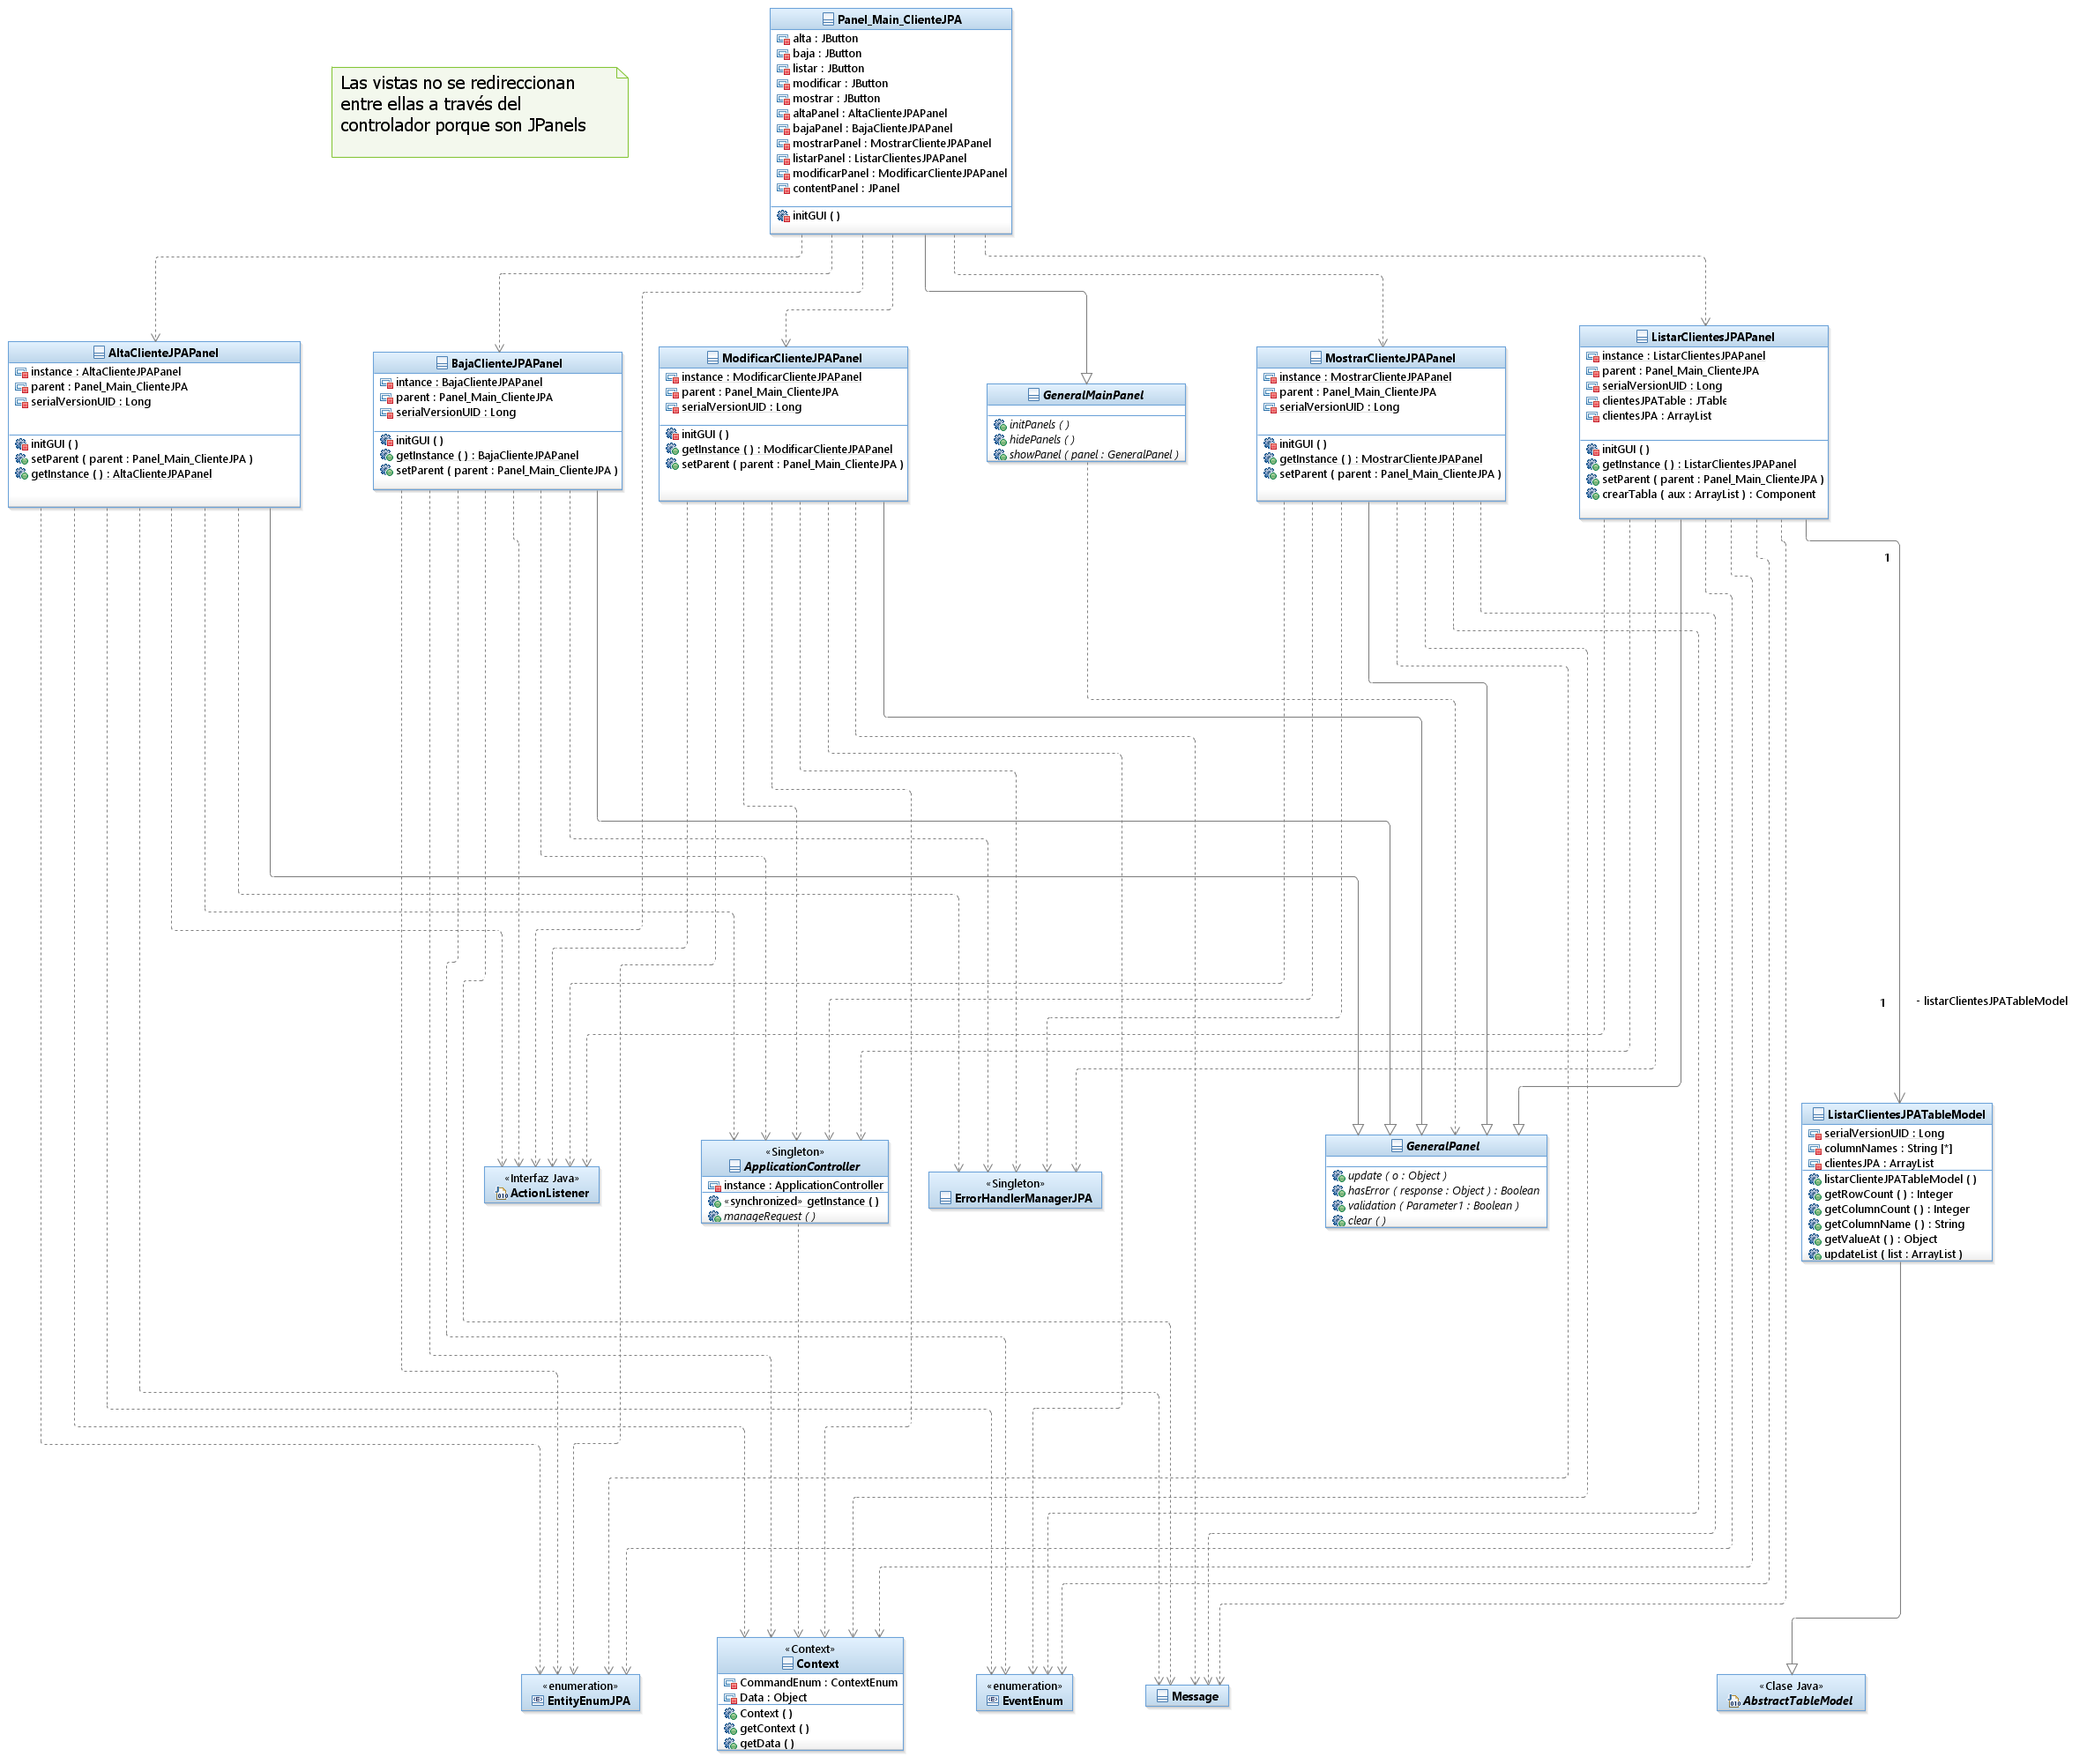 Panel_Main_ClienteJPA
alta : JButton
baja : JButton
listar : JButton
modificar : JButton
mostrar : JButton
altaPanel : AltaClienteJPAPanel
bajaPanel : BajaClienteJPAPanel
mostrarPanel : MostrarClienteJPAPanel
listarPanel : ListarClientesJPAPanel
modificarPanel : ModificarClienteJPAPanel
contentPanel : JPanel
initGUI ( )
Las vistas no se redireccionan
entre ellas a través del
controlador porque son JPanels
AltaClienteJPAPanel
instance : AltaClienteJPAPanel
parent : Panel_Main_ClienteJPA
serialVersionUID : Long
initGUI ( )
setParent ( parent : Panel_Main_ClienteJPA )
getInstance ( ) : AltaClienteJPAPanel
BajaClienteJPAPanel
intance : BajaClienteJPAPanel
parent : Panel_Main_ClienteJPA
serialVersionUID : Long
initGUI ( )
getInstance ( ) : BajaClienteJPAPanel
setParent ( parent : Panel_Main_ClienteJPA )
ModificarClienteJPAPanel
instance : ModificarClienteJPAPanel
parent : Panel_Main_ClienteJPA
serialVersionUID : Long
initGUI ( )
getInstance ( ) : ModificarClienteJPAPanel
setParent ( parent : Panel_Main_ClienteJPA )
GeneralMainPanel
initPanels ( )
hidePanels ( )
showPanel ( panel : GeneralPanel )
MostrarClienteJPAPanel
instance : MostrarClienteJPAPanel
parent : Panel_Main_ClienteJPA
serialVersionUID : Long
initGUI ( )
getInstance ( ) : MostrarClienteJPAPanel
setParent ( parent : Panel_Main_ClienteJPA )
ListarClientesJPAPanel
instance : ListarClientesJPAPanel
parent : Panel_Main_ClienteJPA
serialVersionUID : Long
clientesJPATable : JTable
clientesJPA : ArrayList
initGUI ( )
getInstance ( ) : ListarClientesJPAPanel
setParent ( parent : Panel_Main_ClienteJPA )
crearTabla ( aux : ArrayList ) : Component
1
1
- listarClientesJPATableModel
«Interfaz Java»
ActionListener
«Singleton»
ApplicationController
instance : ApplicationController
«synchronized» getInstance ( )
manageRequest ( )
«Singleton»
ErrorHandlerManagerJPA
GeneralPanel
update ( o : Object )
hasError ( response : Object ) : Boolean
validation ( Parameter1 : Boolean )
clear ( )
ListarClientesJPATableModel
serialVersionUID : Long
columnNames : String [*]
clientesJPA : ArrayList
listarClienteJPATableModel ( )
getRowCount ( ) : Integer
getColumnCount ( ) : Integer
getColumnName ( ) : String
getValueAt ( ) : Object
updateList ( list : ArrayList )
«enumeration»
EntityEnumJPA
«Context»
Context
CommandEnum : ContextEnum
Data : Object
Context ( )
getContext ( )
getData ( )
«enumeration»
EventEnum
Message
«Clase Java»
AbstractTableModel